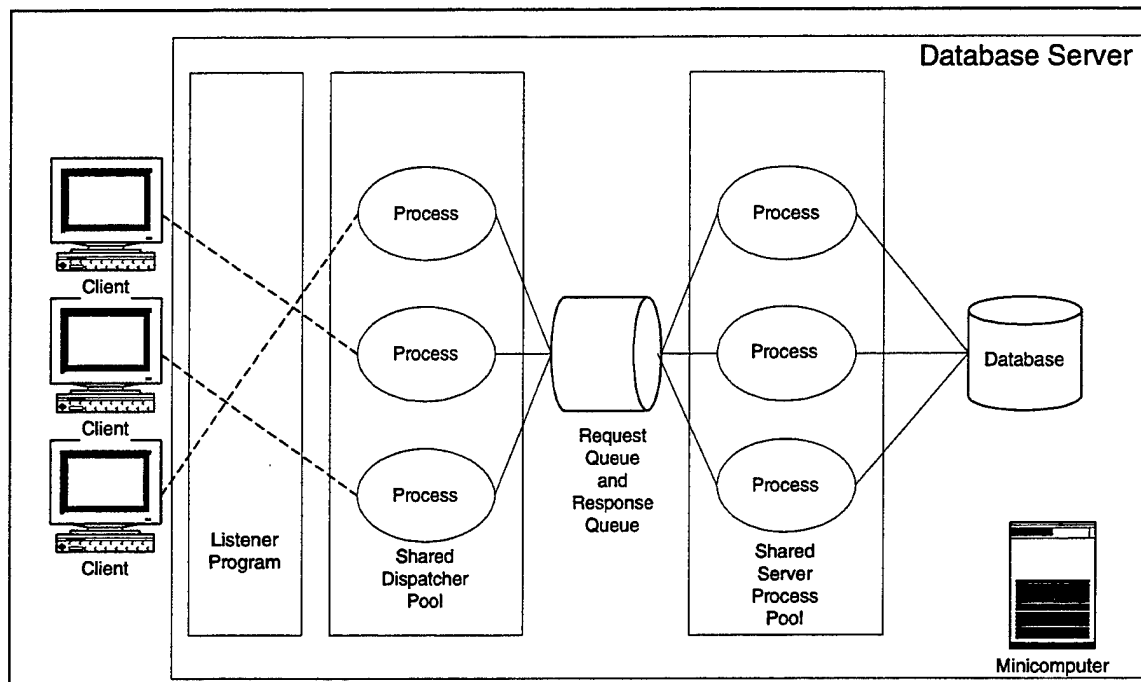 Database Server
Client
Client
Client
Listener
Program
Process
Process
Process
Shared
Dispatcher
Pool
Request
Queue
and
Response
Queue
Process
Process
Process
Shared
Server
Process
Pool
Database
Minicomputer